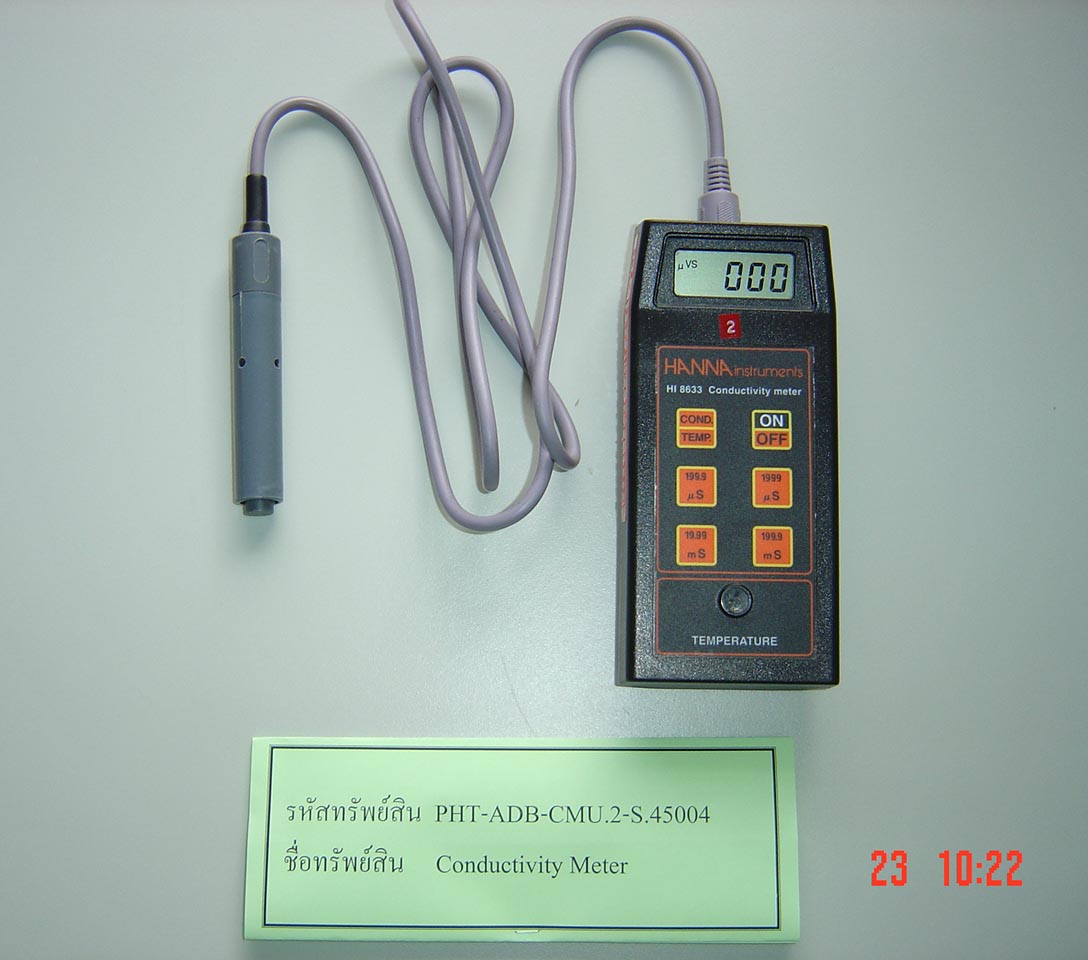 µ VS 000
2
HANNA instruments
HI 8633 Conductivity meter
COND. TEMP.
ON OFF
199.9 µS
1999 µS
19.99 mS
199.9 mS
TEMPERATURE
รหัสทรัพย์สิน PHT-ADB-CMU.2-S.45004
ชื่อทรัพย์สิน Conductivity Meter
23 10:22